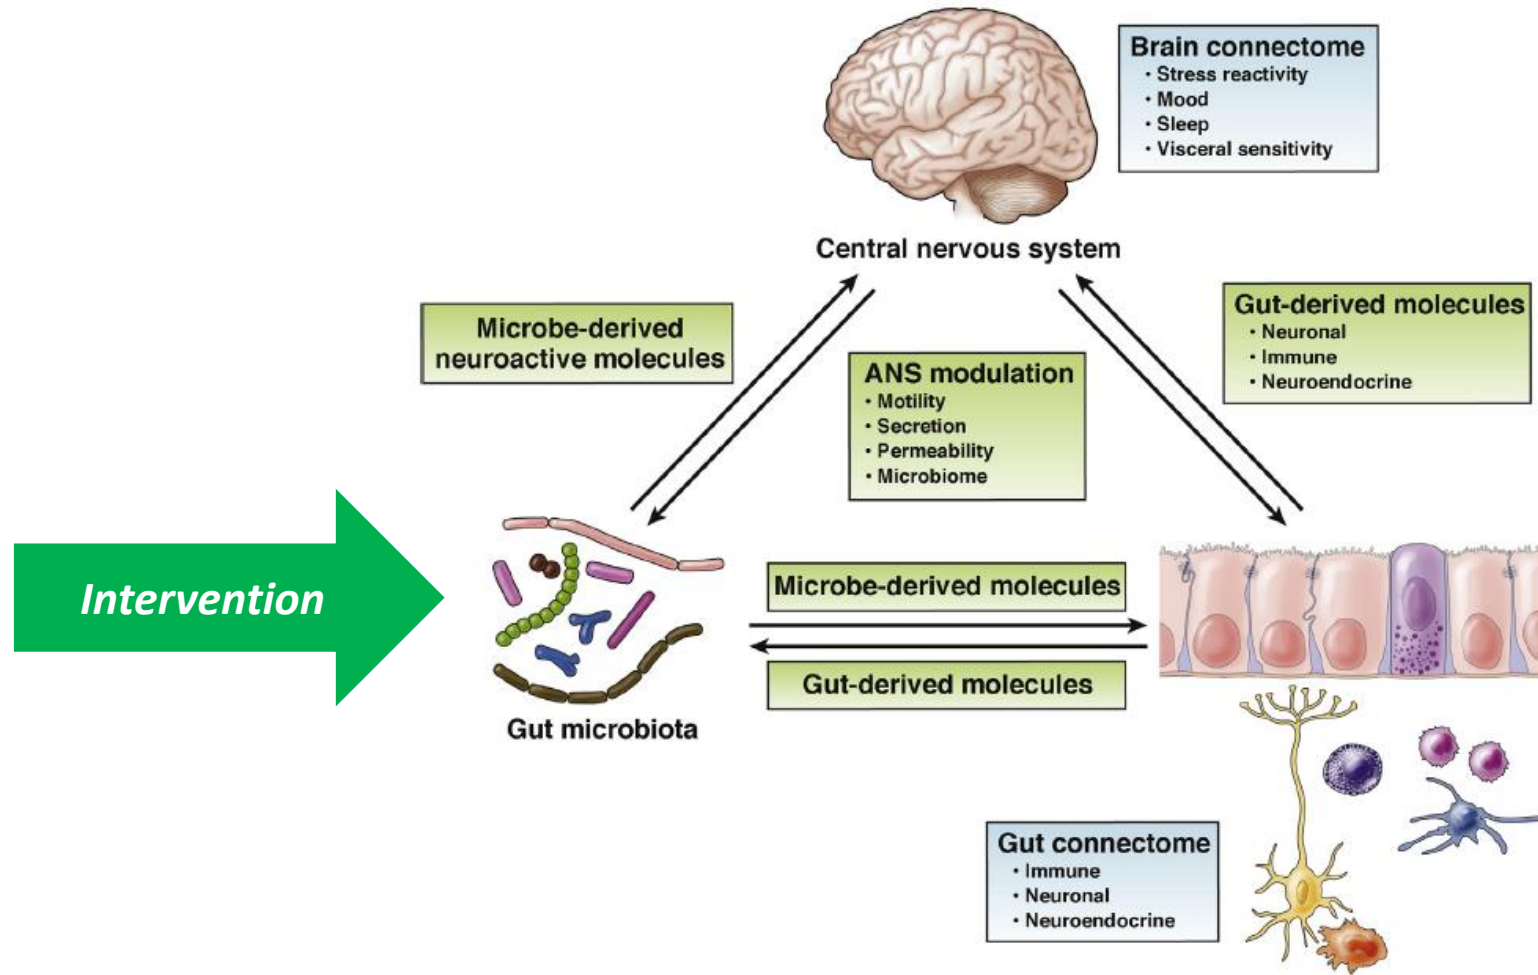 Brain connectome
• Stress reactivity
• Mood
• Sleep
• Visceral sensitivity
Central nervous system
Microbe-derived
neuroactive molecules
ANS modulation
• Motility
• Secretion
• Permeability
• Microbiome
Gut-derived molecules
• Neuronal
• Immune
• Neuroendocrine
Intervention
Microbe-derived molecules
Gut-derived molecules
Gut microbiota
Gut connectome
• Immune
• Neuronal
• Neuroendocrine